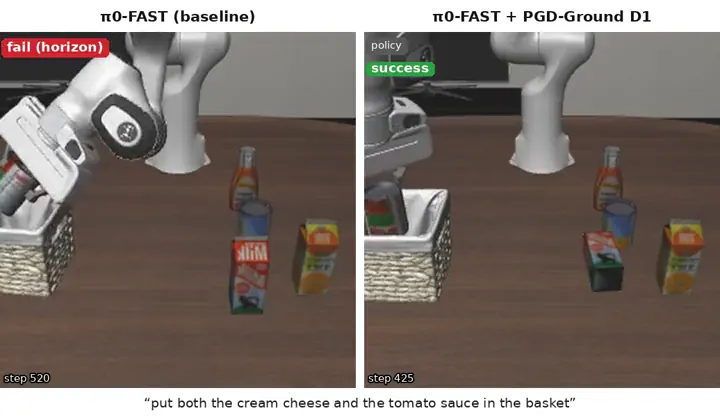 π0-FAST (baseline)
π0-FAST + PGD-Ground D1
fail (horizon)
policy
success
Milk
step 520
step 425
“put both the cream cheese and the tomato sauce in the basket”